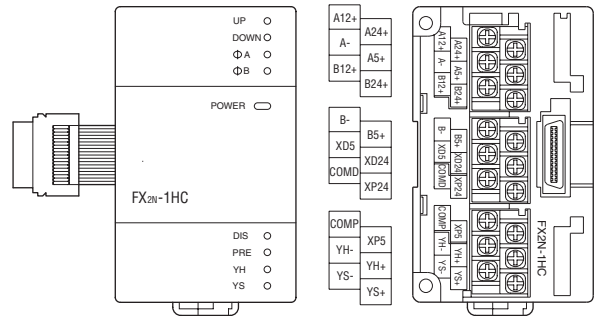 UP
DOWN
ΦA
ΦB
POWER
FX2N-1HC
DIS
PRE
YH
YS
A12+
A24+
A-
A5+
B12+
B24+
B-
B5+
XD5
XD24
COMD
XP24
COMP
XP5
YH-
YH+
YS-
YS+
A12+
A24+
A-
A5+
B12+
B24+
B-
B5+
XD5
XD24
COMD
XP24
COMP
XP5
YH-
YH+
YS-
YS+
FX2N-1HC